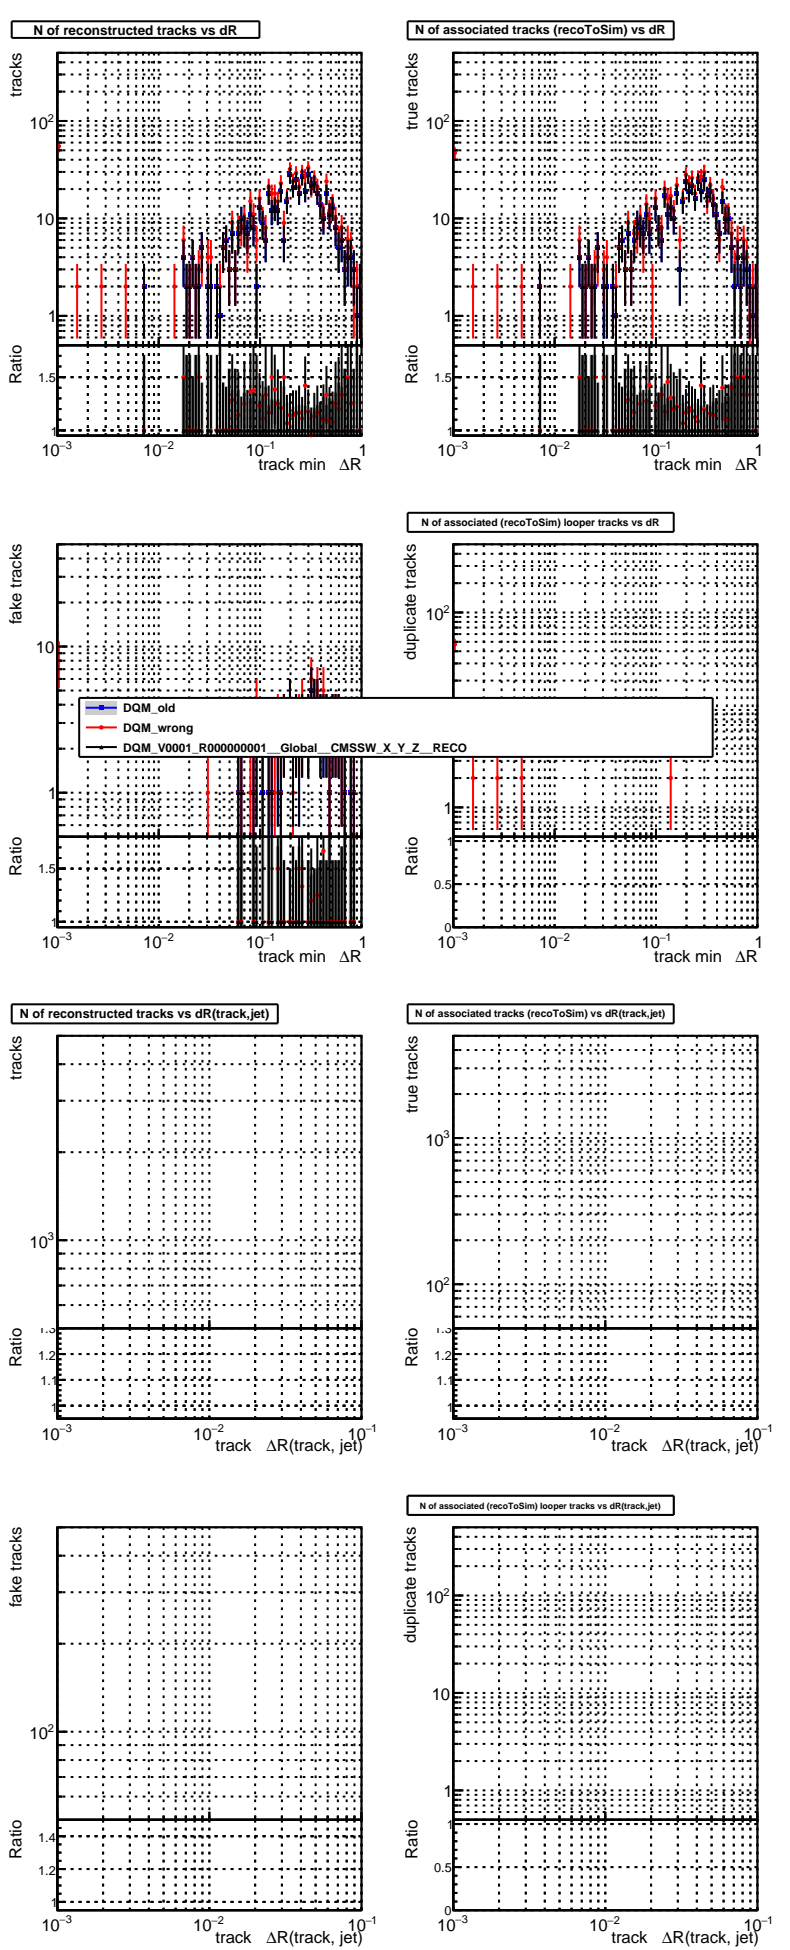 N of reconstructed tracks vs dR
N of associated tracks (recoToSim) vs dR
tracks
10²
10
1
Ratio
1.5
1
10⁻³ 10⁻² 10⁻¹ 1
track min ΔR
true tracks
10²
10
1
Ratio
1.5
1
10⁻³ 10⁻² 10⁻¹ 1
track min ΔR
N of associated (recoToSim) looper tracks vs dR
fake tracks
10
1
Ratio
1.5
1
10⁻³ 10⁻² 10⁻¹ 1
track min ΔR
duplicate tracks
10²
1
Ratio
1
0.5
0
10⁻³ 10⁻² 10⁻¹ 1
track min ΔR
DQM_old
DQM_wrong
DQM_V0001_R000000001__Global__CMSSW_X_Y_Z__RECO
N of reconstructed tracks vs dR(track,jet)
N of associated tracks (recoToSim) vs dR(track,jet)
tracks
10³
Ratio
1.3
1.2
1.1
1
10⁻³ 10⁻² 10⁻¹
track ΔR(track, jet)
true tracks
10³
10²
Ratio
1.3
1.2
1.1
1
10⁻³ 10⁻² 10⁻¹
track ΔR(track, jet)
N of associated (recoToSim) looper tracks vs dR(track,jet)
fake tracks
10²
Ratio
1.4
1.2
1
10⁻³ 10⁻² 10⁻¹
track ΔR(track, jet)
duplicate tracks
10²
10
1
Ratio
1
0.5
0
10⁻³ 10⁻² 10⁻¹
track ΔR(track, jet)